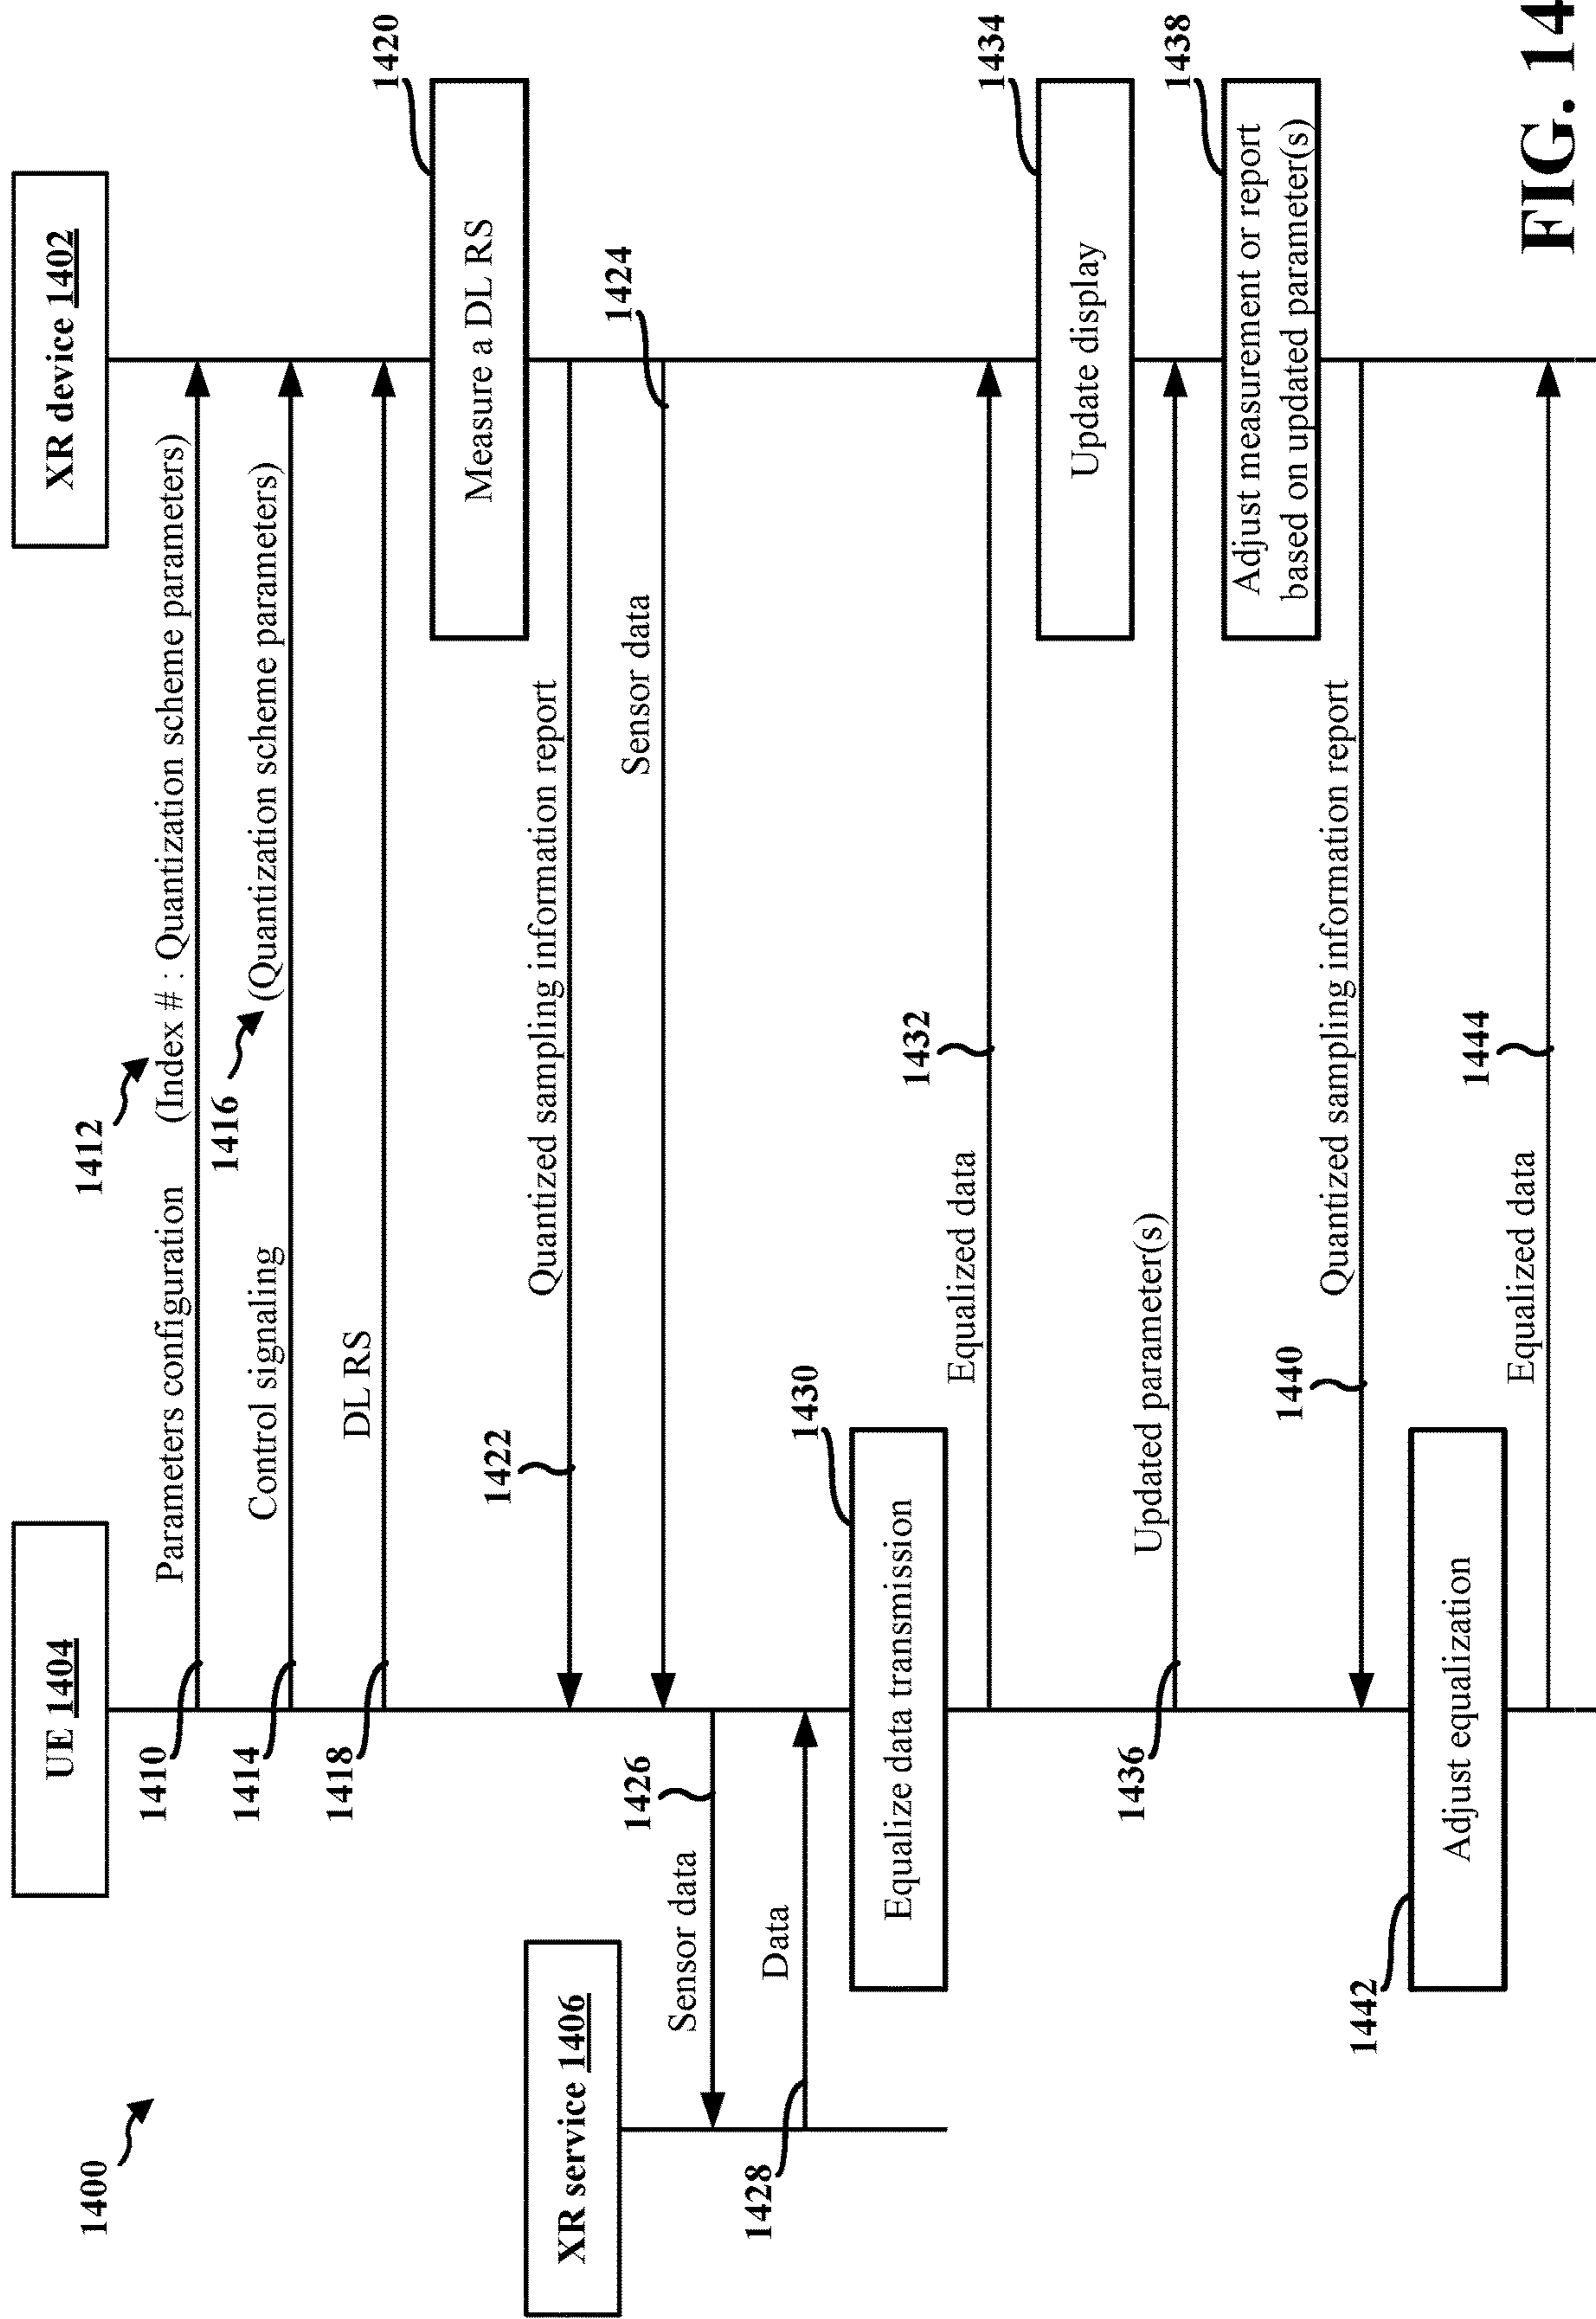 1400
UE 1404
XR device 1402
XR service 1406
1412
Parameters configuration
(Index # : Quantization scheme parameters)
1410
1416
Control signaling
(Quantization scheme parameters)
1414
DL RS
1418
1420
Measure a DL RS
Quantized sampling information report
1422
1424
Sensor data
Sensor data
1426
Data
1428
1430
Equalize data transmission
Equalized data
1432
1434
Update display
Updated parameter(s)
1436
1438
Adjust measurement or report
based on updated parameter(s)
Quantized sampling information report
1440
1442
Adjust equalization
Equalized data
1444
FIG. 14